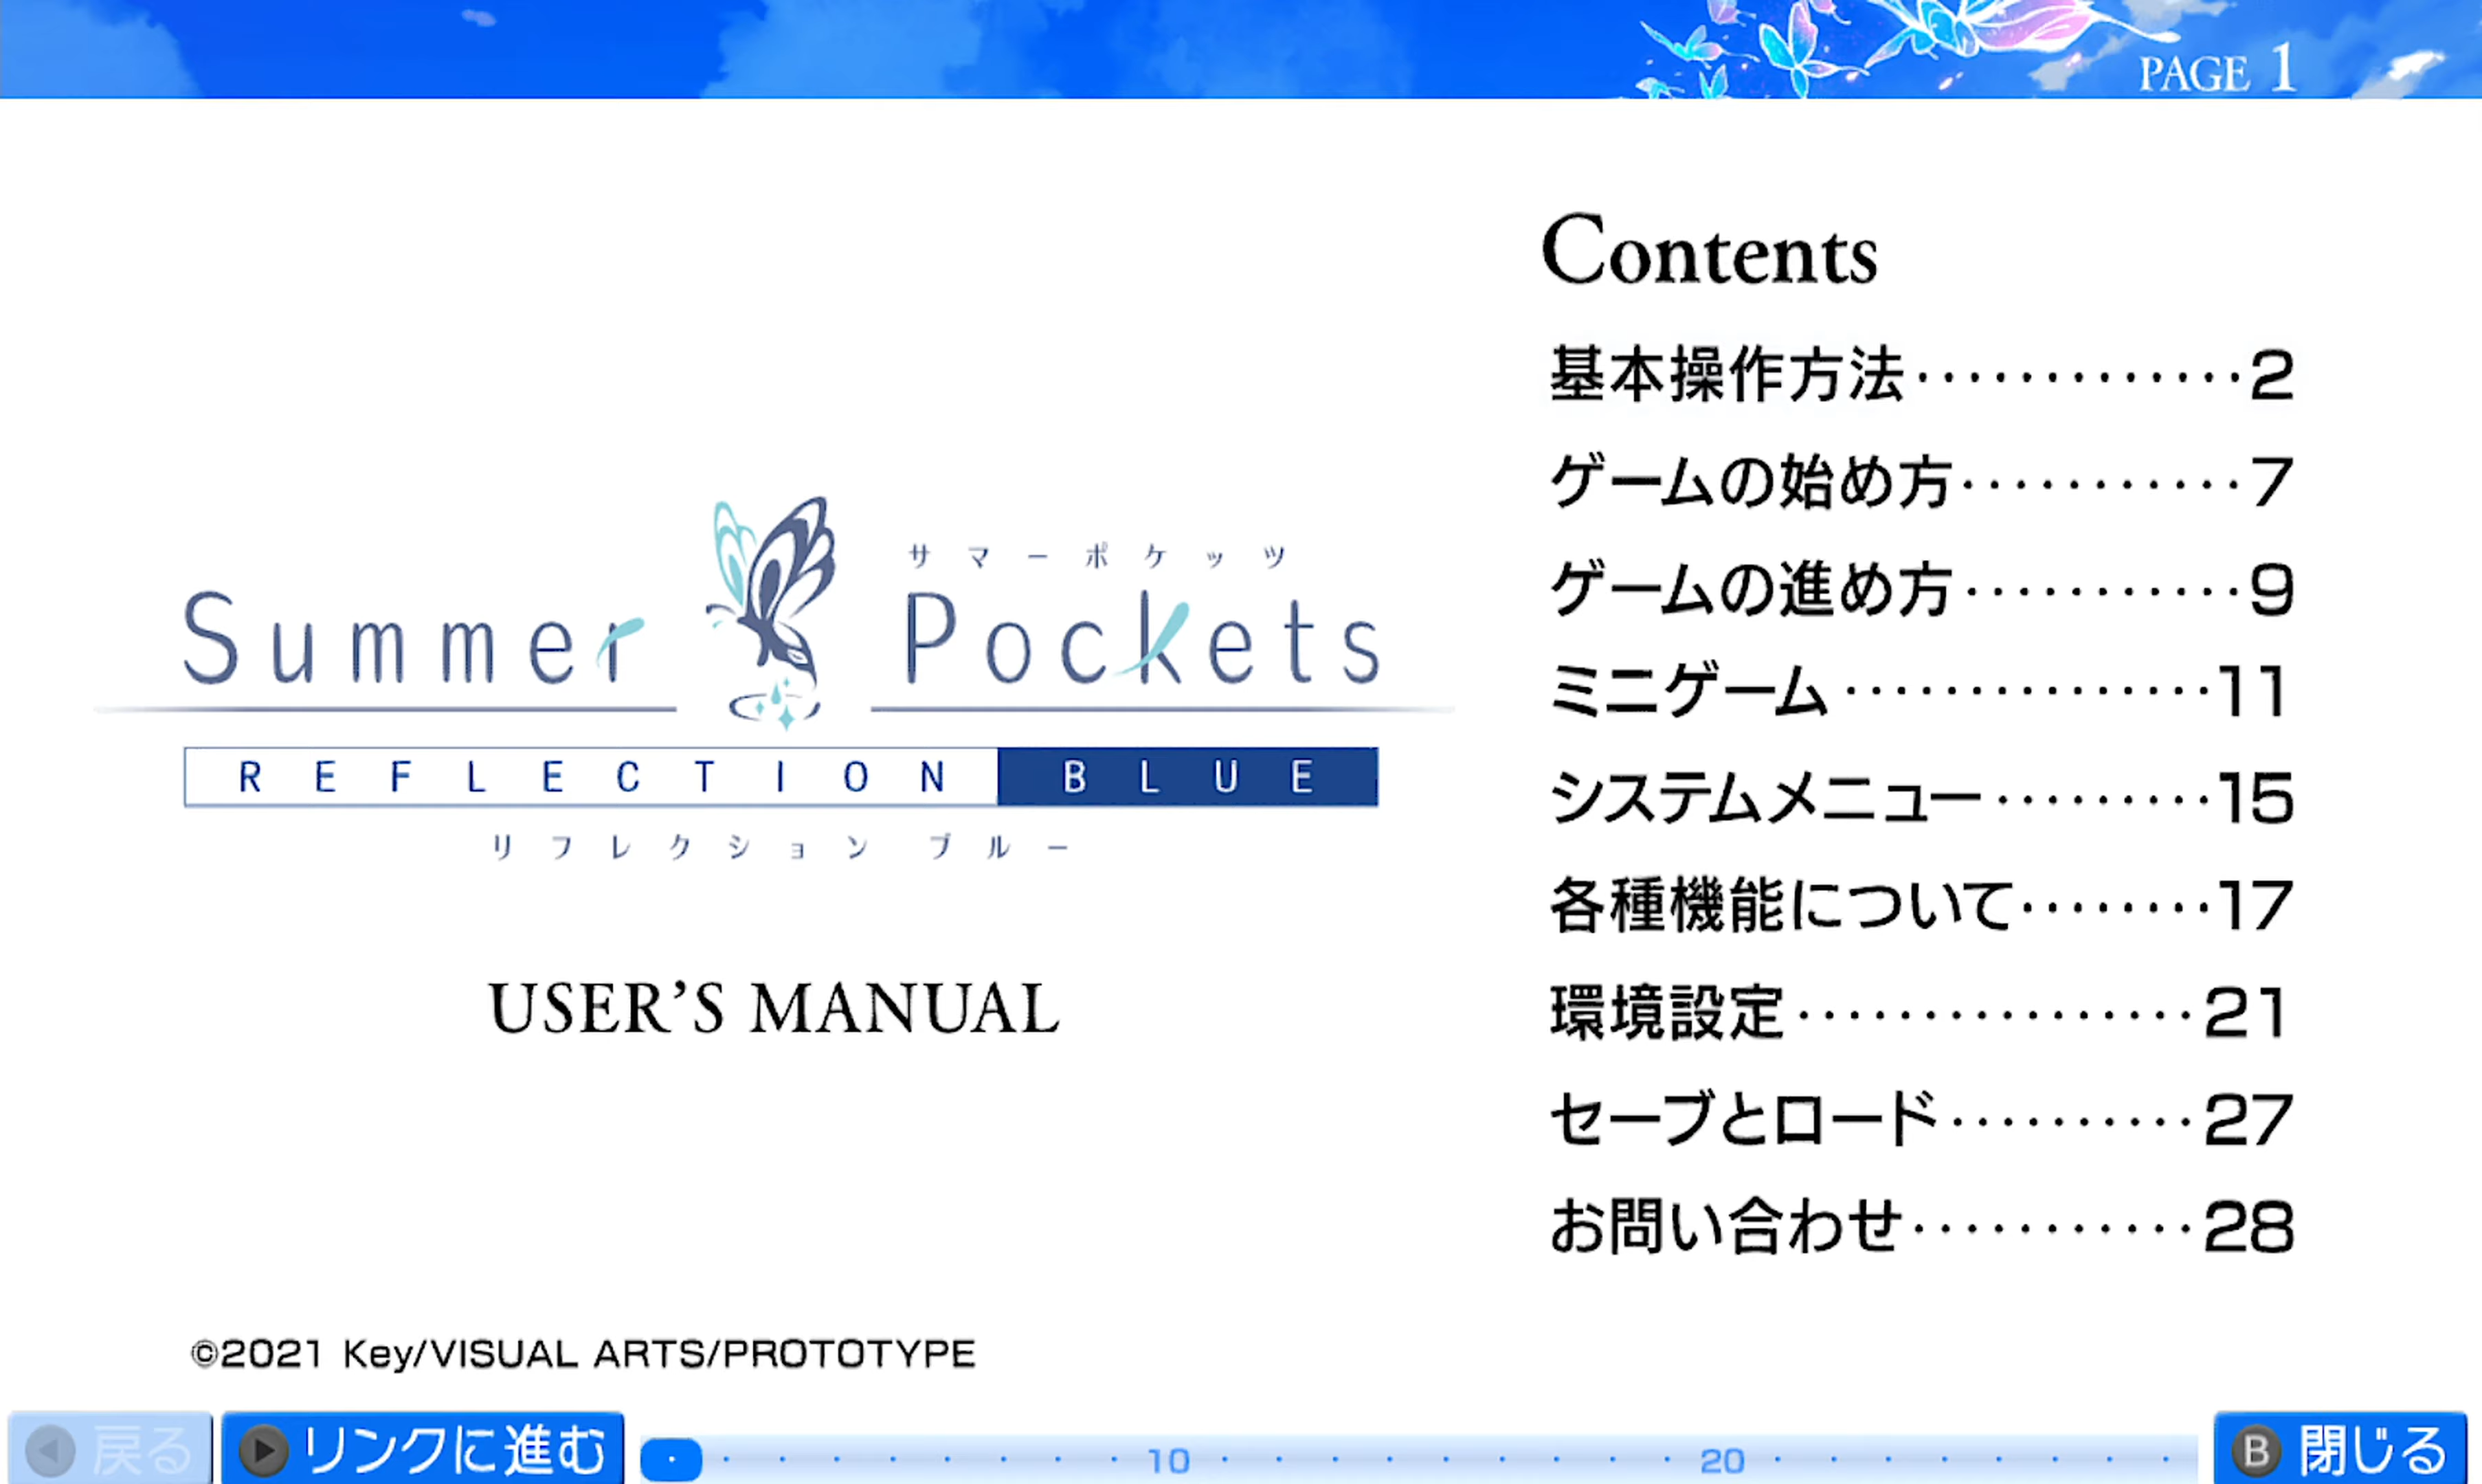 PAGE 1
サマーポケッツ
Summer Pockets
REFLECTION BLUE
リフレクション ブルー
USER'S MANUAL
©2021 Key/VISUAL ARTS/PROTOTYPE
Contents
基本操作方法·············2
ゲームの始め方···········7
ゲームの進め方···········9
ミニゲーム···············11
システムメニュー·········15
各種機能について········17
環境設定················21
セーブとロード··········27
お問い合わせ···········28
戻る リンクに進む 10 20 B 閉じる